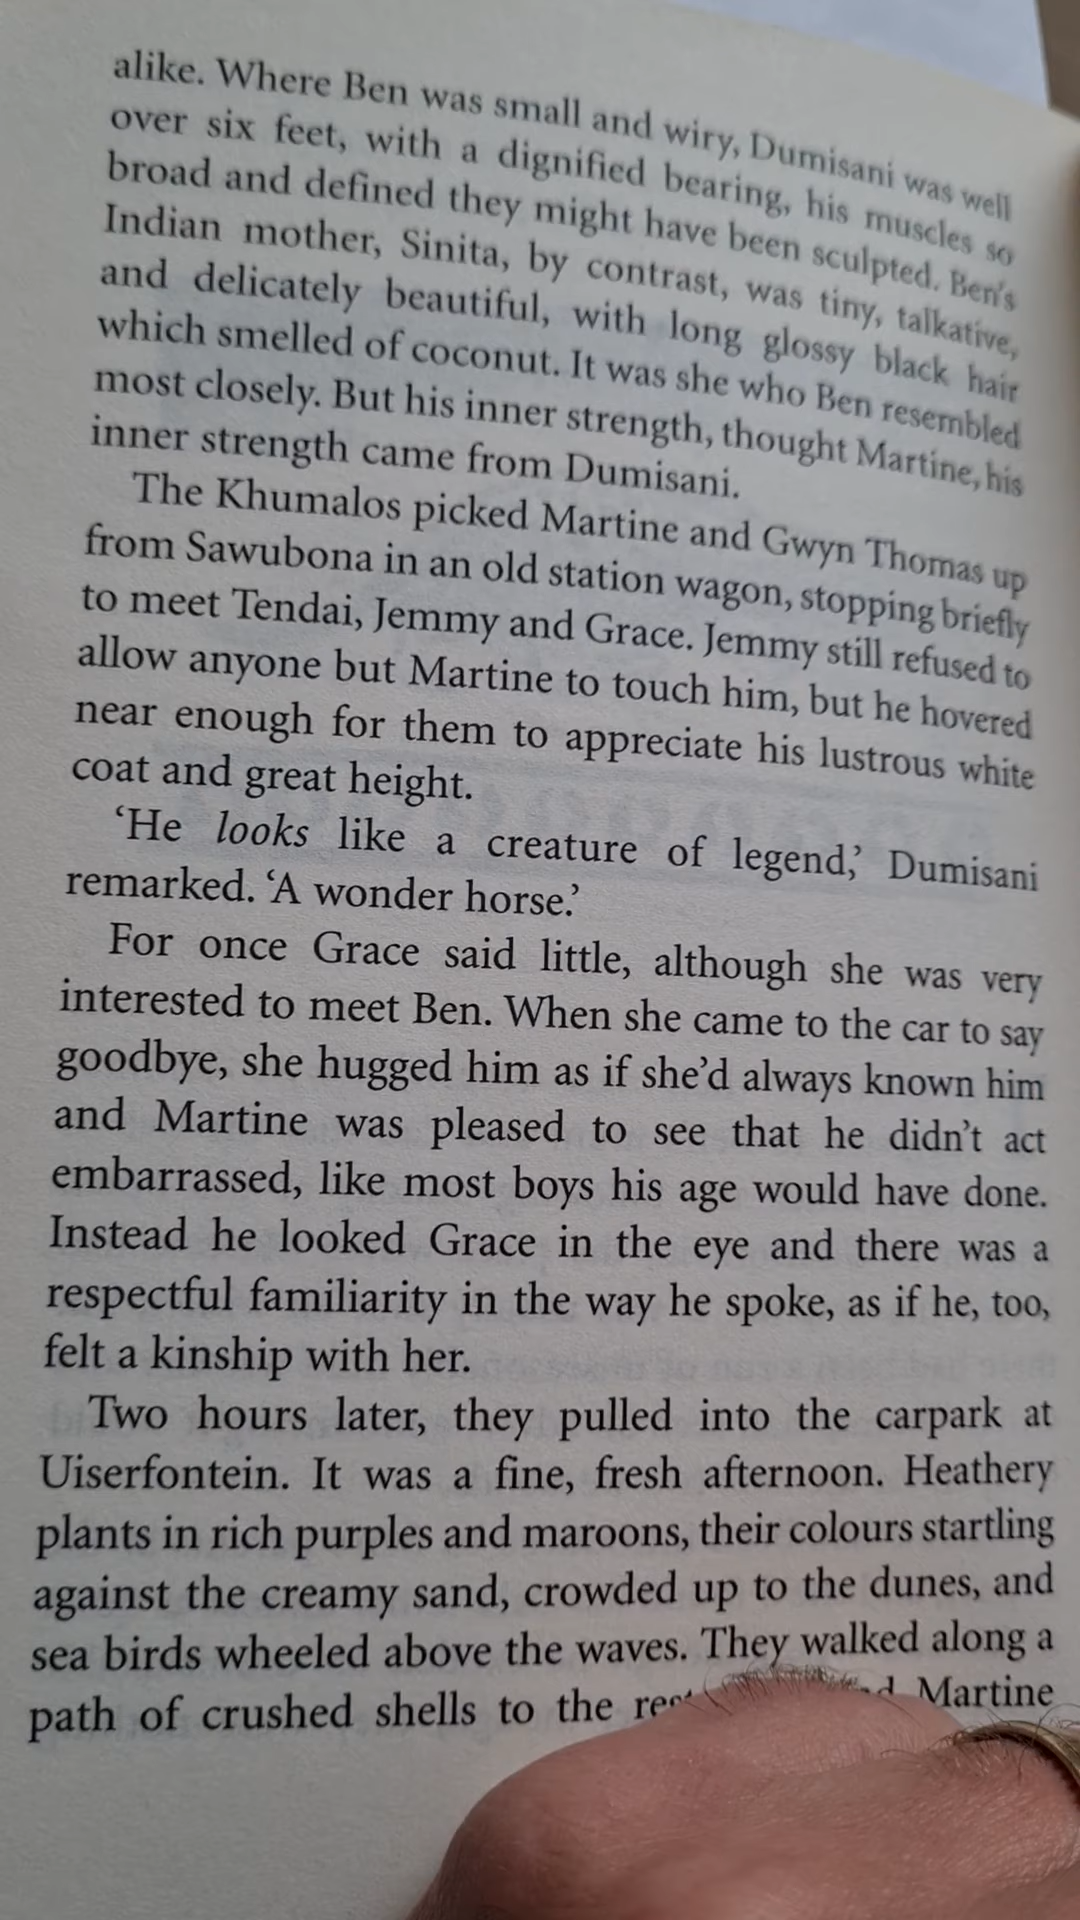 alike. Where Ben was small and wiry, Dumisani was well
over six feet, with a dignified bearing, his muscles so
broad and defined they might have been sculpted. Ben's
Indian mother, Sinita, by contrast, was tiny, talkative,
and delicately beautiful, with long glossy black hair
which smelled of coconut. It was she who Ben resembled
most closely. But his inner strength, thought Martine, his
inner strength came from Dumisani.
The Khumalos picked Martine and Gwyn Thomas up
from Sawubona in an old station wagon, stopping briefly
to meet Tendai, Jemmy and Grace. Jemmy still refused to
allow anyone but Martine to touch him, but he hovered
near enough for them to appreciate his lustrous white
coat and great height.
‘He looks like a creature of legend,’ Dumisani
remarked. ‘A wonder horse.’
For once Grace said little, although she was very
interested to meet Ben. When she came to the car to say
goodbye, she hugged him as if she’d always known him
and Martine was pleased to see that he didn’t act
embarrassed, like most boys his age would have done.
Instead he looked Grace in the eye and there was a
respectful familiarity in the way he spoke, as if he, too,
felt a kinship with her.
Two hours later, they pulled into the carpark at
Uiserfontein. It was a fine, fresh afternoon. Heathery
plants in rich purples and maroons, their colours startling
against the creamy sand, crowded up to the dunes, and
sea birds wheeled above the waves. They walked along a
path of crushed shells to the Martine